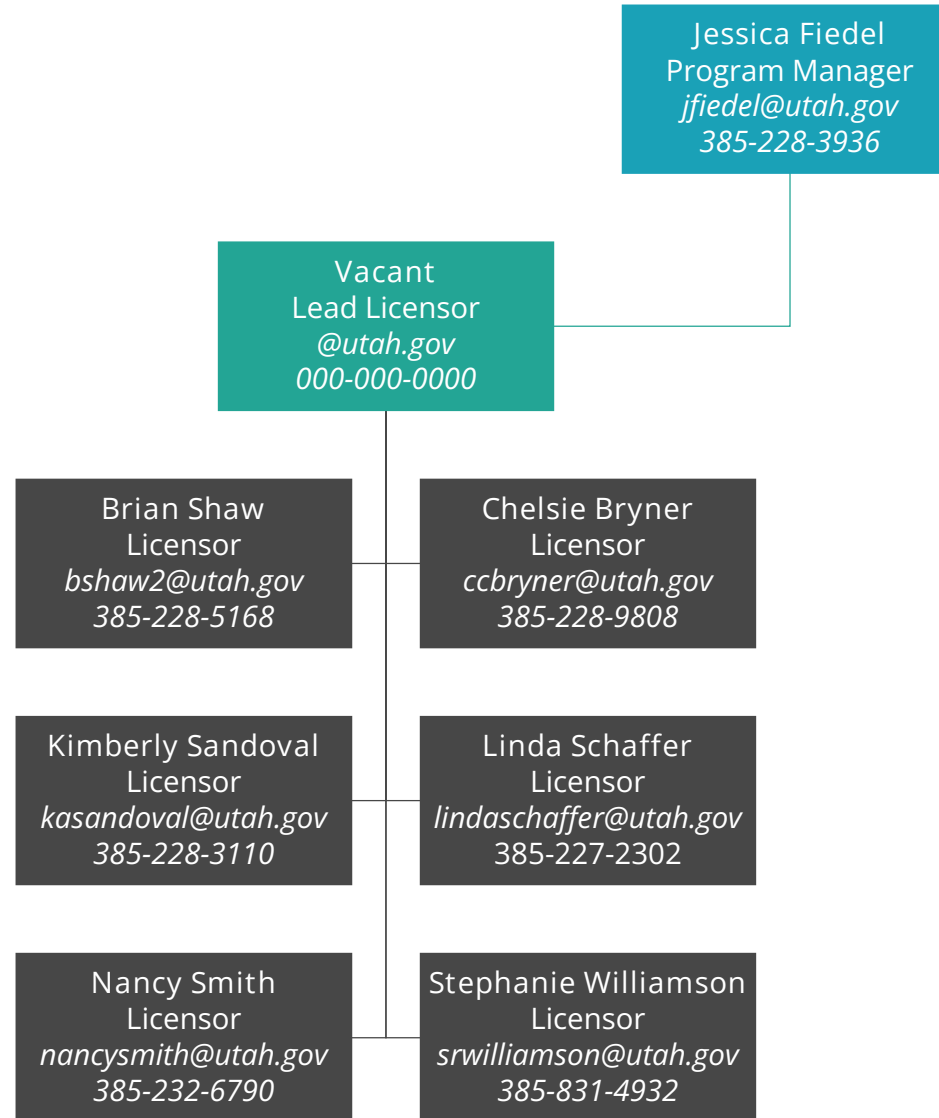 Jessica Fiedel
Program Manager
jfiedel@utah.gov
385-228-3936
Vacant
Lead Licensor
@utah.gov
000-000-0000
Brian Shaw
Licensor
bshaw2@utah.gov
385-228-5168
Chelsie Bryner
Licensor
ccbryner@utah.gov
385-228-9808
Kimberly Sandoval
Licensor
kasandoval@utah.gov
385-228-3110
Linda Schaffer
Licensor
lindaschaffer@utah.gov
385-227-2302
Nancy Smith
Licensor
nancysmith@utah.gov
385-232-6790
Stephanie Williamson
Licensor
srwilliamson@utah.gov
385-831-4932